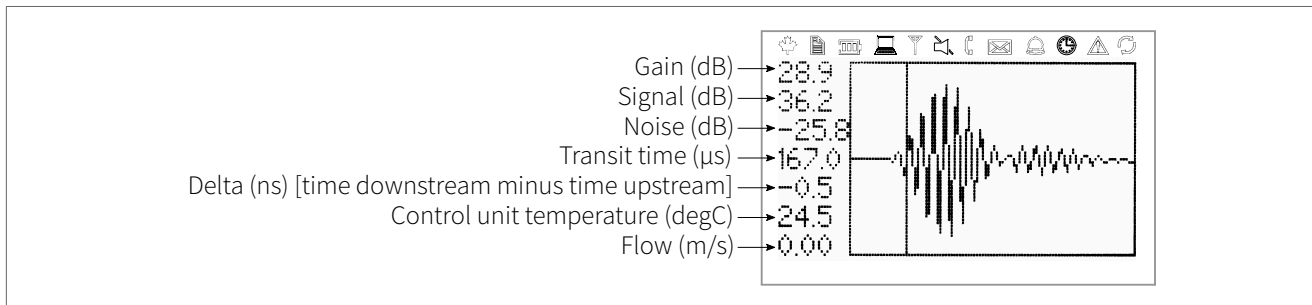 Gain (dB) 28.9
Signal (dB) 36.2
Noise (dB) -25.8
Transit time (µs) 167.0
Delta (ns) [time downstream minus time upstream] -0.5
Control unit temperature (degC) 24.5
Flow (m/s) 0.00